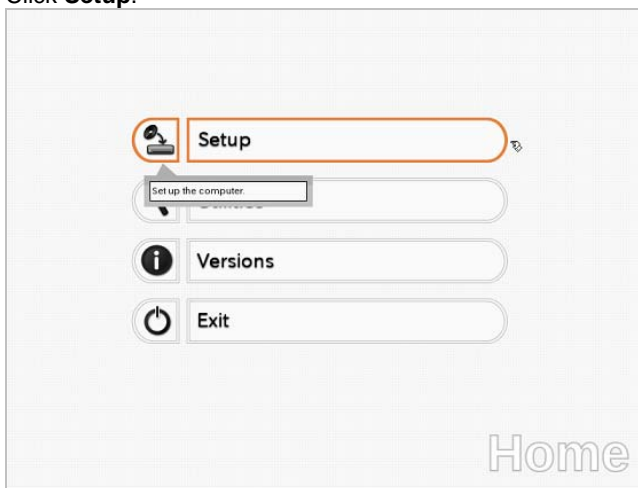 Click Setup.
Setup
Set up the computer.
Versions
Exit
Home